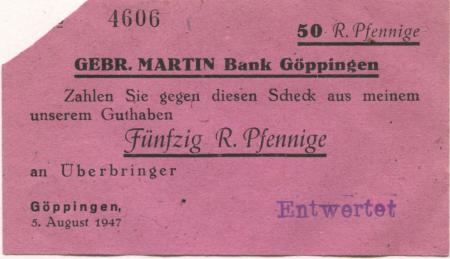 4606
50 R. Pfennige
GEBR. MARTIN Bank Göppingen
Zahlen Sie gegen diesen Scheck aus meinem
unserem Guthaben
Fünfzig R. Pfennige
an Überbringer
Göppingen,
5. August 1947
Entwertet